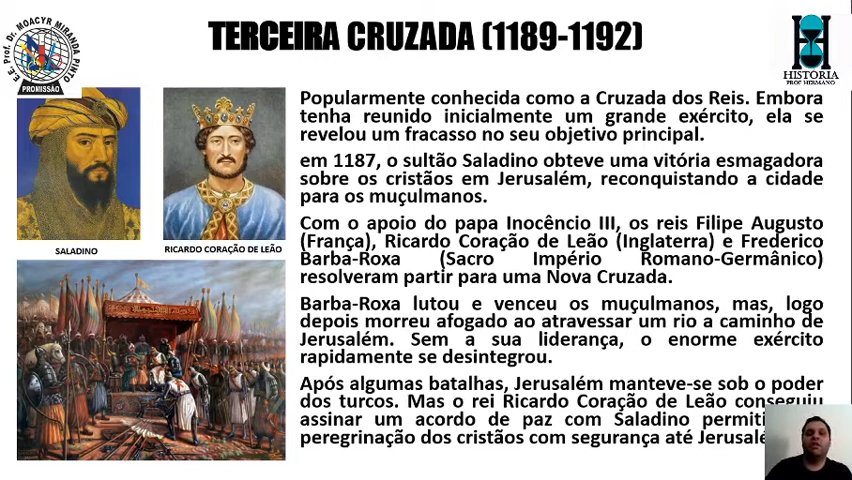 TERCEIRA CRUZADA (1189-1192)
E.E. Prof. Dr. MOACYR MIRANDA PINTO
PROMISSÃO
HISTORIA
PROF HERMANO
Popularmente conhecida como a Cruzada dos Reis. Embora
tenha reunido inicialmente um grande exército, ela se
revelou um fracasso no seu objetivo principal.
em 1187, o sultão Saladino obteve uma vitória esmagadora
sobre os cristãos em Jerusalém, reconquistando a cidade
para os muçulmanos.
Com o apoio do papa Inocêncio III, os reis Filipe Augusto
(França), Ricardo Coração de Leão (Inglaterra) e Frederico
Barba-Roxa (Sacro Império Romano-Germânico)
resolveram partir para uma Nova Cruzada.
Barba-Roxa lutou e venceu os muçulmanos, mas, logo
depois morreu afogado ao atravessar um rio a caminho de
Jerusalém. Sem a sua liderança, o enorme exército
rapidamente se desintegrou.
Após algumas batalhas, Jerusalém manteve-se sob o poder
dos turcos. Mas o rei Ricardo Coração de Leão conseguiu
assinar um acordo de paz com Saladino permiti
peregrinação dos cristãos com segurança até Jerusalé
SALADINO
RICARDO CORAÇÃO DE LEÃO